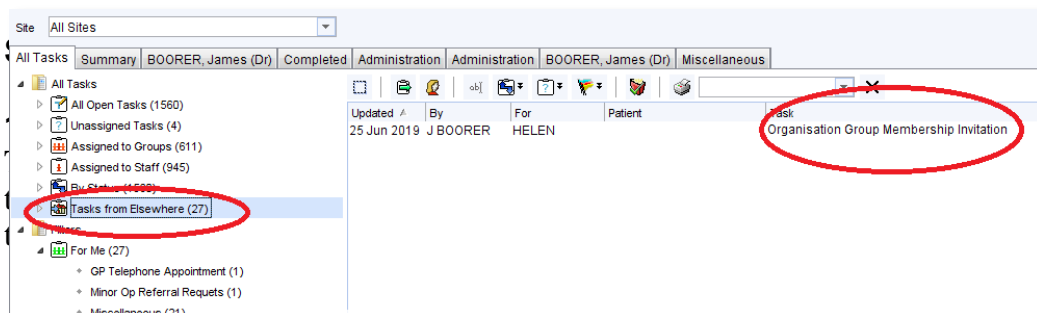 Site All Sites
All Tasks Summary BOORER, James (Dr) Completed Administration Administration BOORER, James (Dr) Miscellaneous
All Tasks
All Open Tasks (1560)
Unassigned Tasks (4)
Assigned to Groups (611)
Assigned to Staff (945)
By Status
Tasks from Elsewhere (27)
Filters
For Me (27)
GP Telephone Appointment (1)
Minor Op Referral Requets (1)
Miscellaneous (21)
Updated By For Patient Task
25 Jun 2019 J BOORER HELEN Organisation Group Membership Invitation